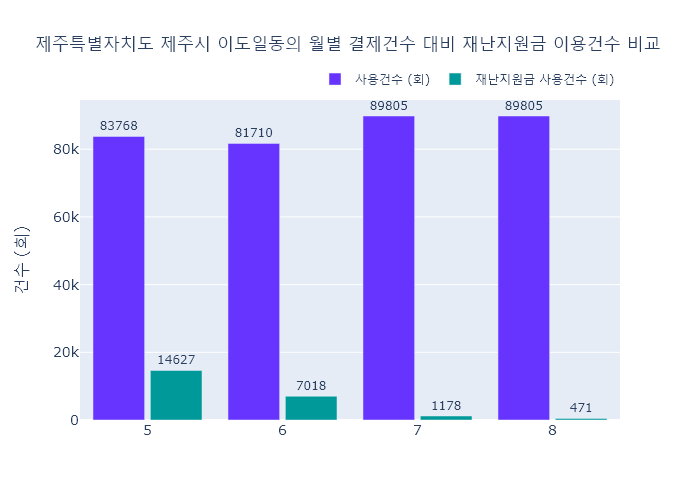 제주특별자치도 제주시 이도일동의 월별 결제건수 대비 재난지원금 이용건수 비교
사용건수 (회)
재난지원금 사용건수 (회)
83768
81710
89805
89805
80k
60k
건수 (회)
40k
20k
14627
7018
1178
471
0
5
6
7
8